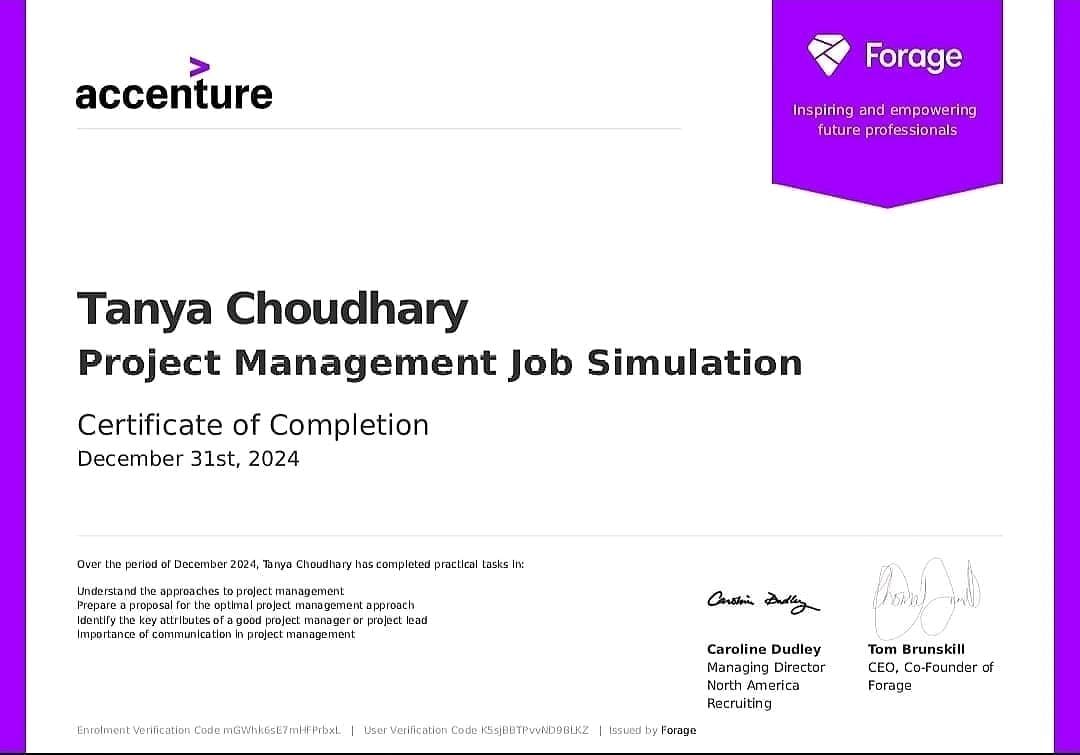 accenture
Forage
Inspiring and empowering
future professionals
Tanya Choudhary
Project Management Job Simulation
Certificate of Completion
December 31st, 2024
Over the period of December 2024, Tanya Choudhary has completed practical tasks in:
Understand the approaches to project management
Prepare a proposal for the optimal project management approach
Identify the key attributes of a good project manager or project lead
Importance of communication in project management
Caroline Dudley
Caroline Dudley
Managing Director
North America
Recruiting
Tom Brunskill
CEO, Co-Founder of
Forage
Enrolment Verification Code mGWhk6sE7mHFPrbxL | User Verification Code K5sjBBTPvvND9BLKZ | Issued by Forage